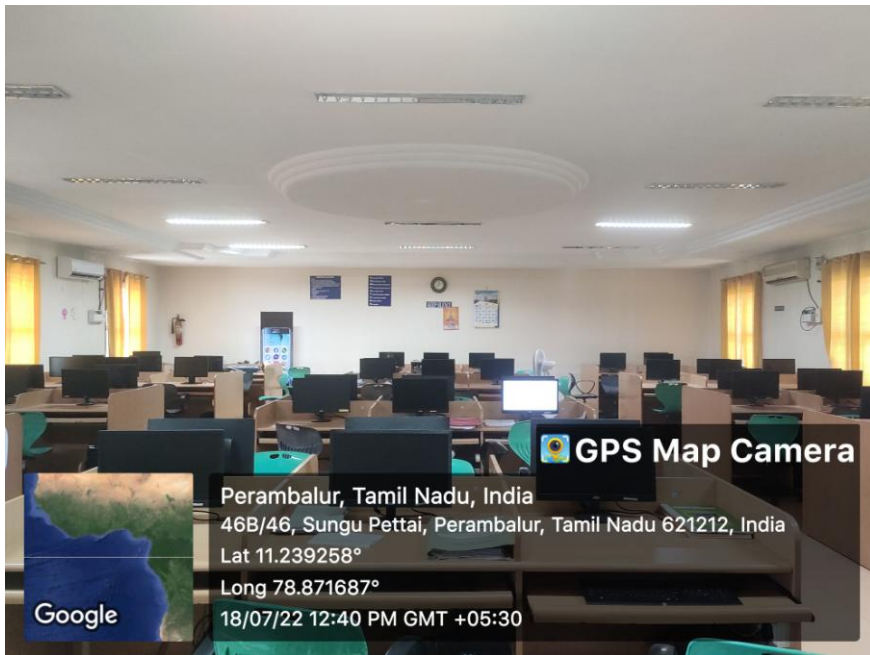 GPS Map Camera
Perambalur, Tamil Nadu, India
46B/46, Sungu Pettai, Perambalur, Tamil Nadu 621212, India
Lat 11.239258°
Long 78.871687°
18/07/22 12:40 PM GMT +05:30
Google